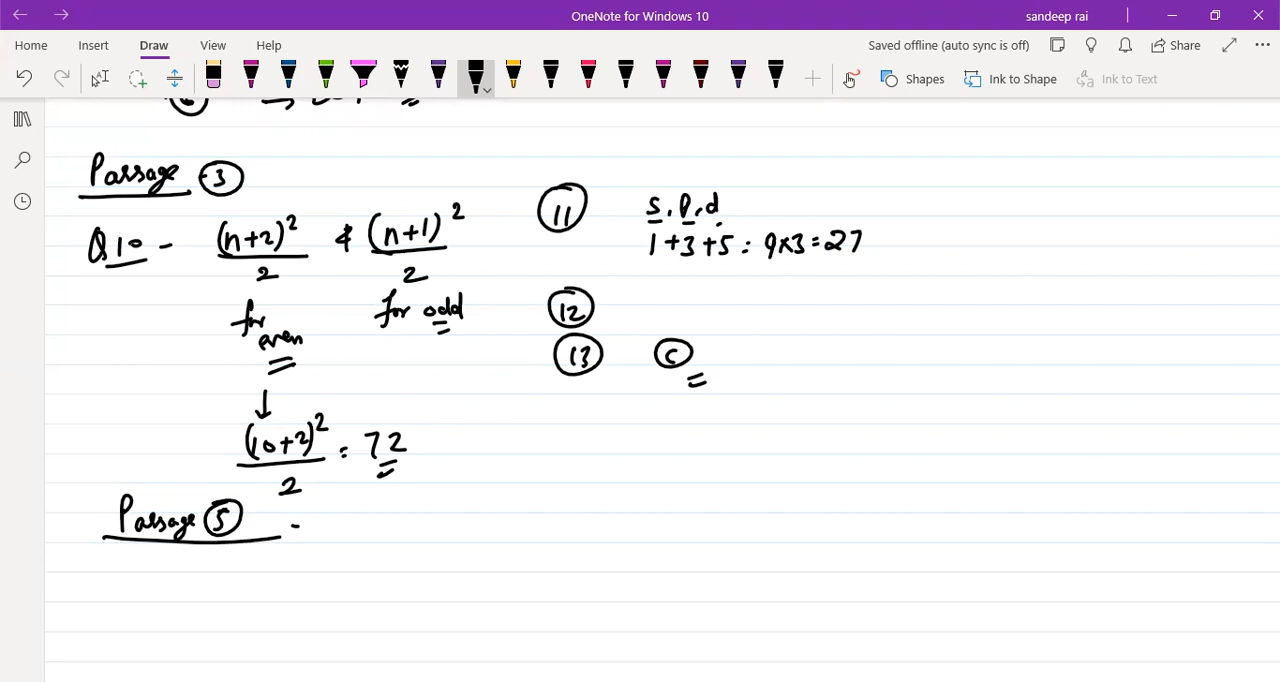 OneNote for Windows 10
sandeep rai
Home Insert Draw View Help
Saved offline (auto sync is off) Share
Shapes Ink to Shape Ink to Text
Passage 3
Q10 - (n+2)²/2 & (n+1)²/2
for even
for odd
(10+2)²/2 = 72
11 s, p, d
1+3+5 = 9×3=27
12
13 C
Passage 5 -